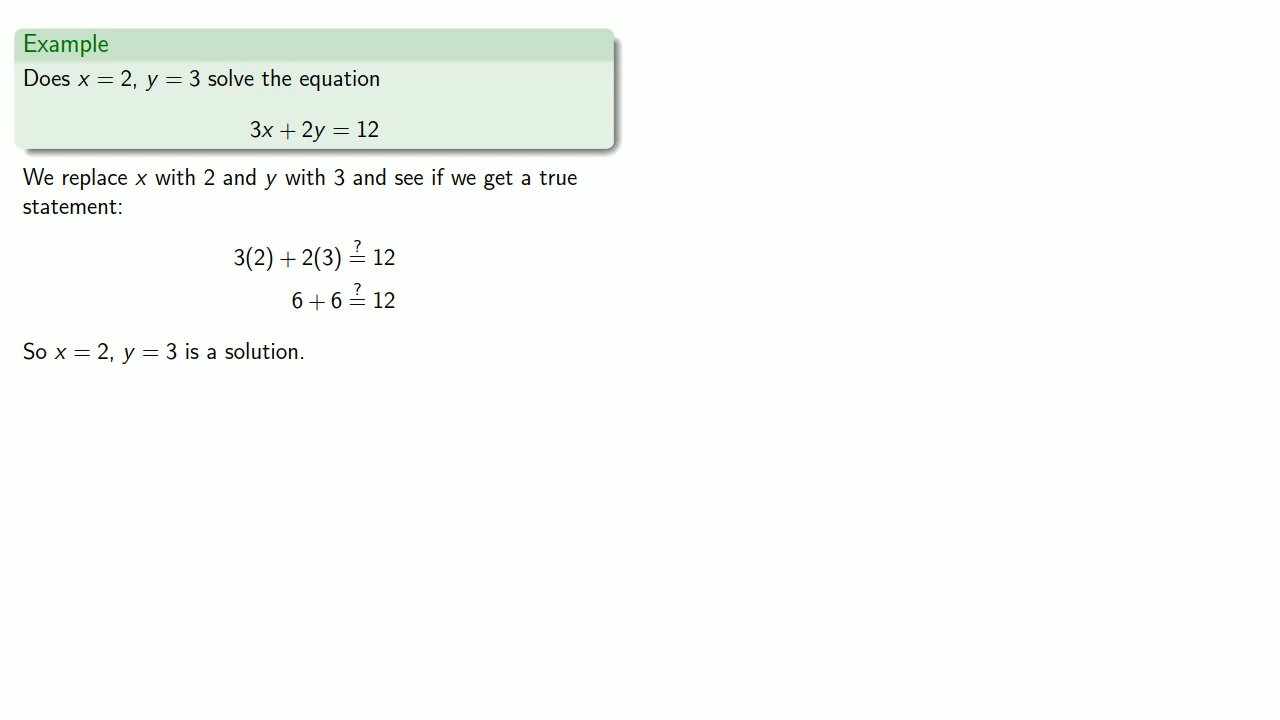 Example
Does x = 2, y = 3 solve the equation
3x + 2y = 12
We replace x with 2 and y with 3 and see if we get a true
statement:
3(2) + 2(3) ≟ 12
6 + 6 ≟ 12
So x = 2, y = 3 is a solution.